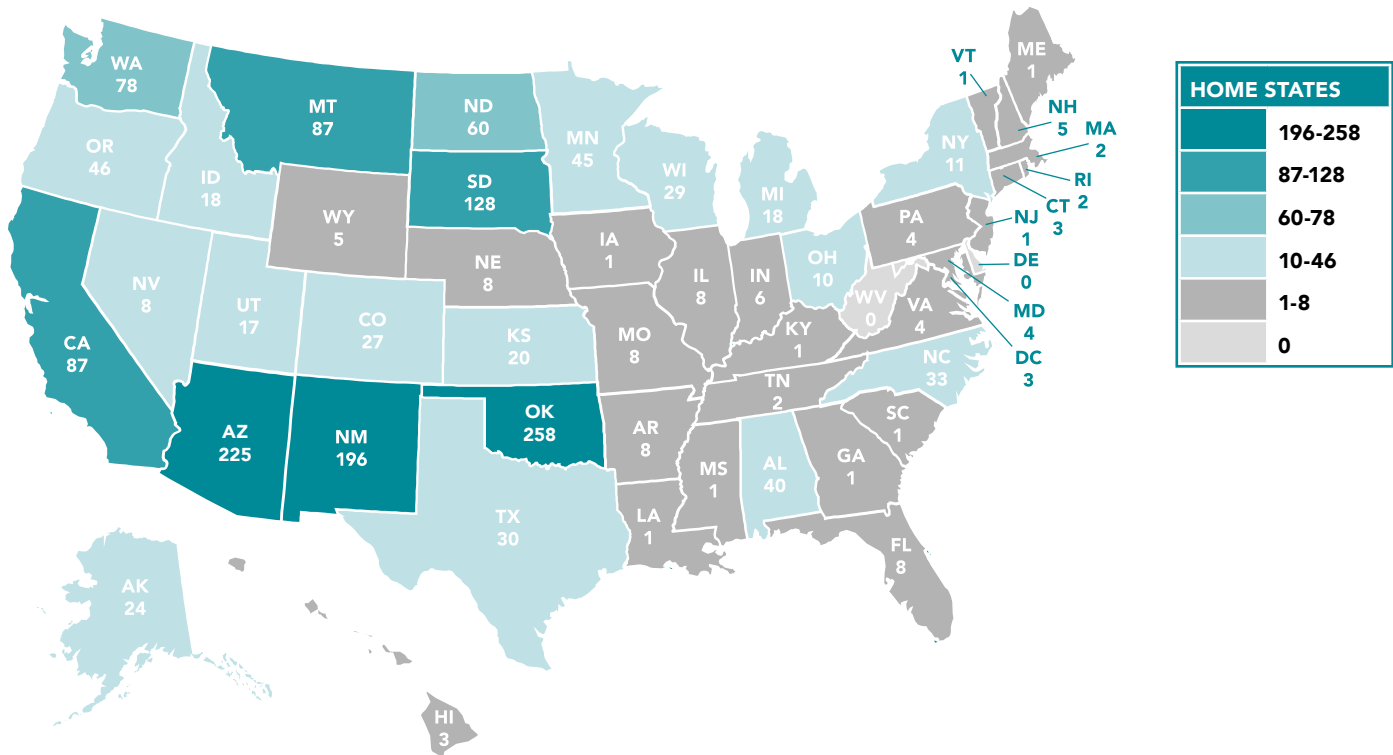 WA
78
OR
46
ID
18
MT
87
ND
60
SD
128
MN
45
WI
29
MI
18
NY
11
VT
1
ME
1
NH
5
MA
2
RI
2
CT
3
NJ
1
DE
0
MD
4
DC
3
PA
4
OH
10
WV
0
VA
4
NC
33
SC
1
GA
1
FL
8
KY
1
TN
2
IN
6
IL
8
IA
1
MO
8
AR
8
LA
1
MS
1
AL
40
WY
5
NE
8
KS
20
CO
27
UT
17
NV
8
CA
87
AZ
225
NM
196
OK
258
TX
30
AK
24
HI
3
HOME STATES
196-258
87-128
60-78
10-46
1-8
0